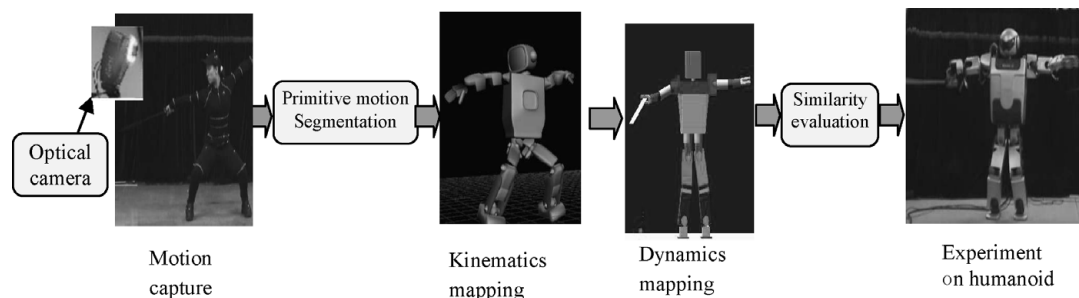 Optical
camera
Primitive motion
Segmentation
Similarity
evaluation
Motion
capture
Kinematics
mapping
Dynamics
mapping
Experiment
on humanoid